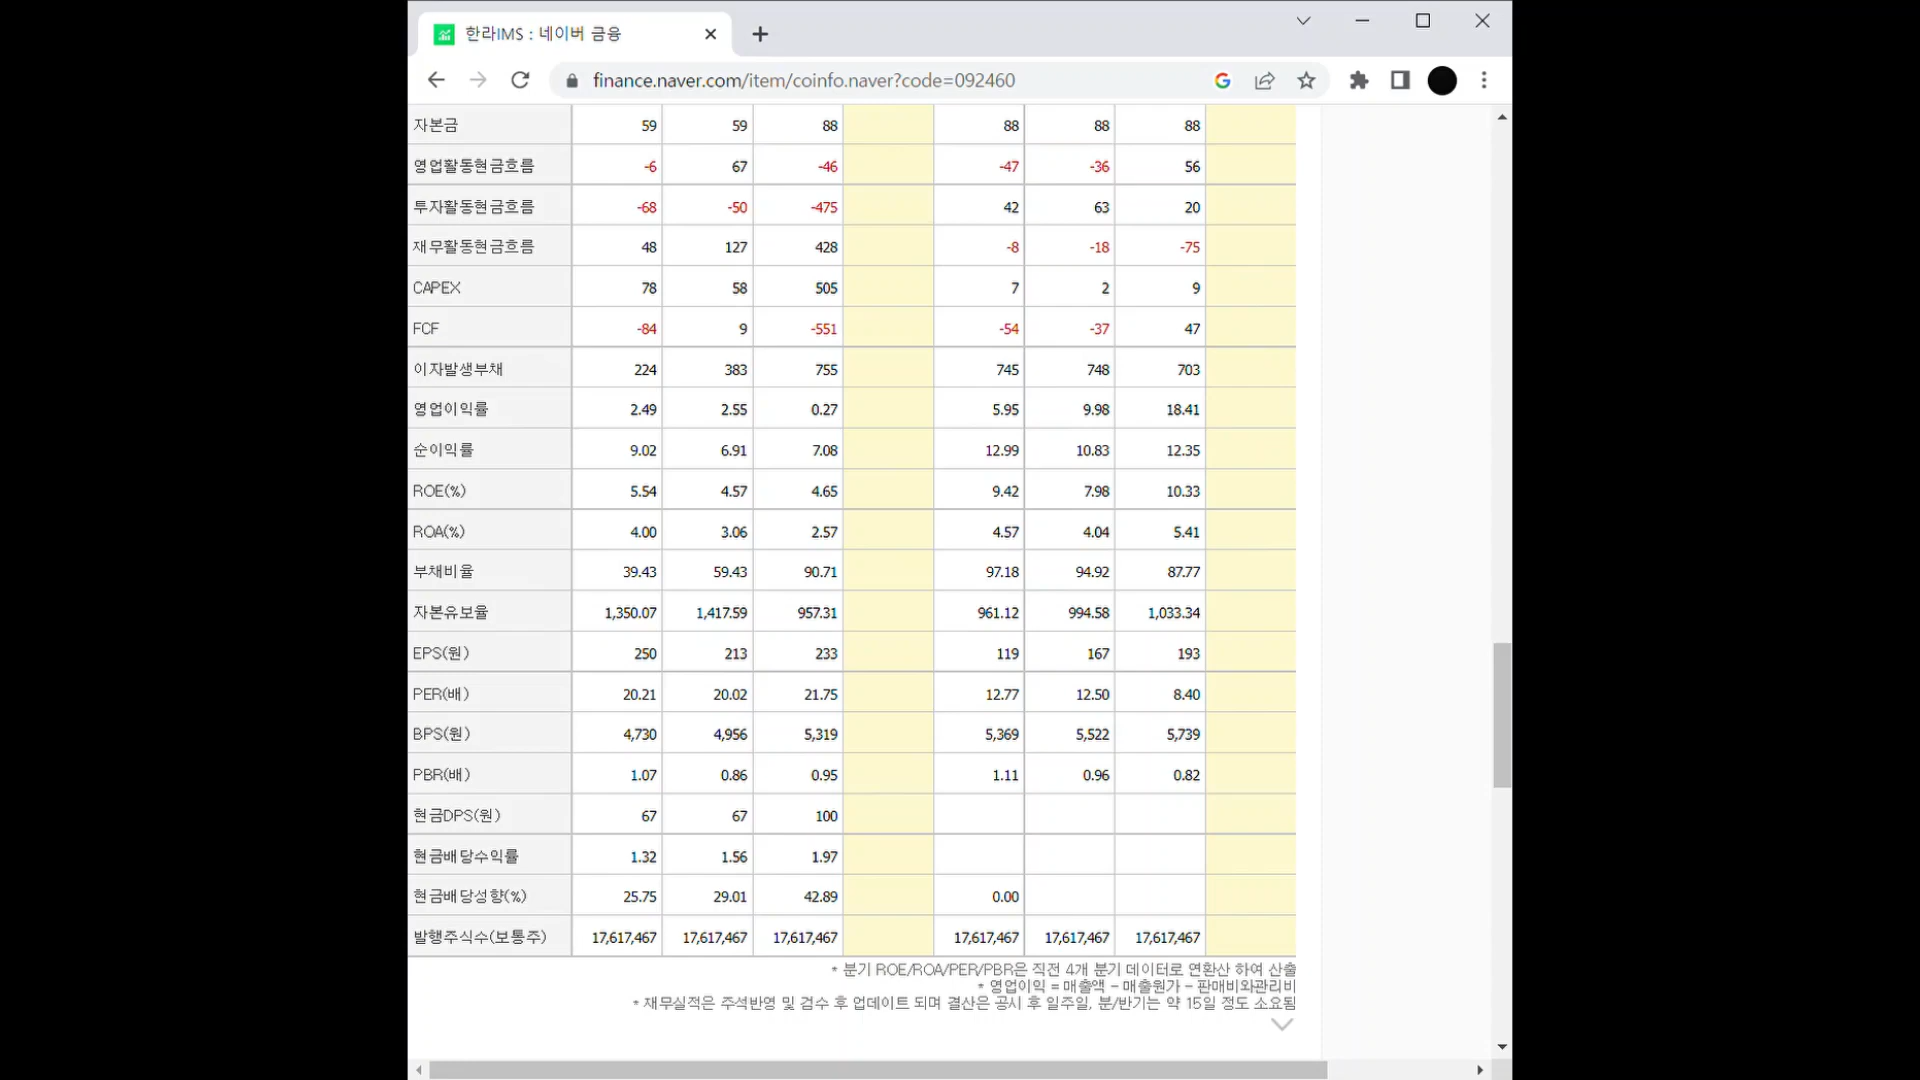 한라IMS : 네이버 금융
finance.naver.com/item/coinfo.naver?code=092460
자본금 59 59 88 88 88 88
영업활동현금흐름 -6 67 -46 -47 -36 56
투자활동현금흐름 -68 -50 -475 42 63 20
재무활동현금흐름 48 127 428 -8 -18 -75
CAPEX 78 58 505 7 2 9
FCF -84 9 -551 -54 -37 47
이자발생부채 224 383 755 745 748 703
영업이익률 2.49 2.55 0.27 5.95 9.98 18.41
순이익률 9.02 6.91 7.08 12.99 10.83 12.35
ROE(%) 5.54 4.57 4.65 9.42 7.98 10.33
ROA(%) 4.00 3.06 2.57 4.57 4.04 5.41
부채비율 39.43 59.43 90.71 97.18 94.92 87.77
자본유보율 1,350.07 1,417.59 957.31 961.12 994.58 1,033.34
EPS(원) 250 213 233 119 167 193
PER(배) 20.21 20.02 21.75 12.77 12.50 8.40
BPS(원) 4,730 4,956 5,319 5,369 5,522 5,739
PBR(배) 1.07 0.86 0.95 1.11 0.96 0.82
현금DPS(원) 67 67 100
현금배당수익률 1.32 1.56 1.97
현금배당성향(%) 25.75 29.01 42.89 0.00
발행주식수(보통주) 17,617,467 17,617,467 17,617,467 17,617,467 17,617,467 17,617,467
* 분기 ROE/ROA/PER/PBR은 직전 4개 분기 데이터로 연환산 하여 산출
* 영업이익 = 매출액 - 매출원가 - 판매비와관리비
* 재무실적은 주석반영 및 검수 후 업데이트 되며 결산은 공시 후 일주일, 분/반기는 약 15일 정도 소요됨